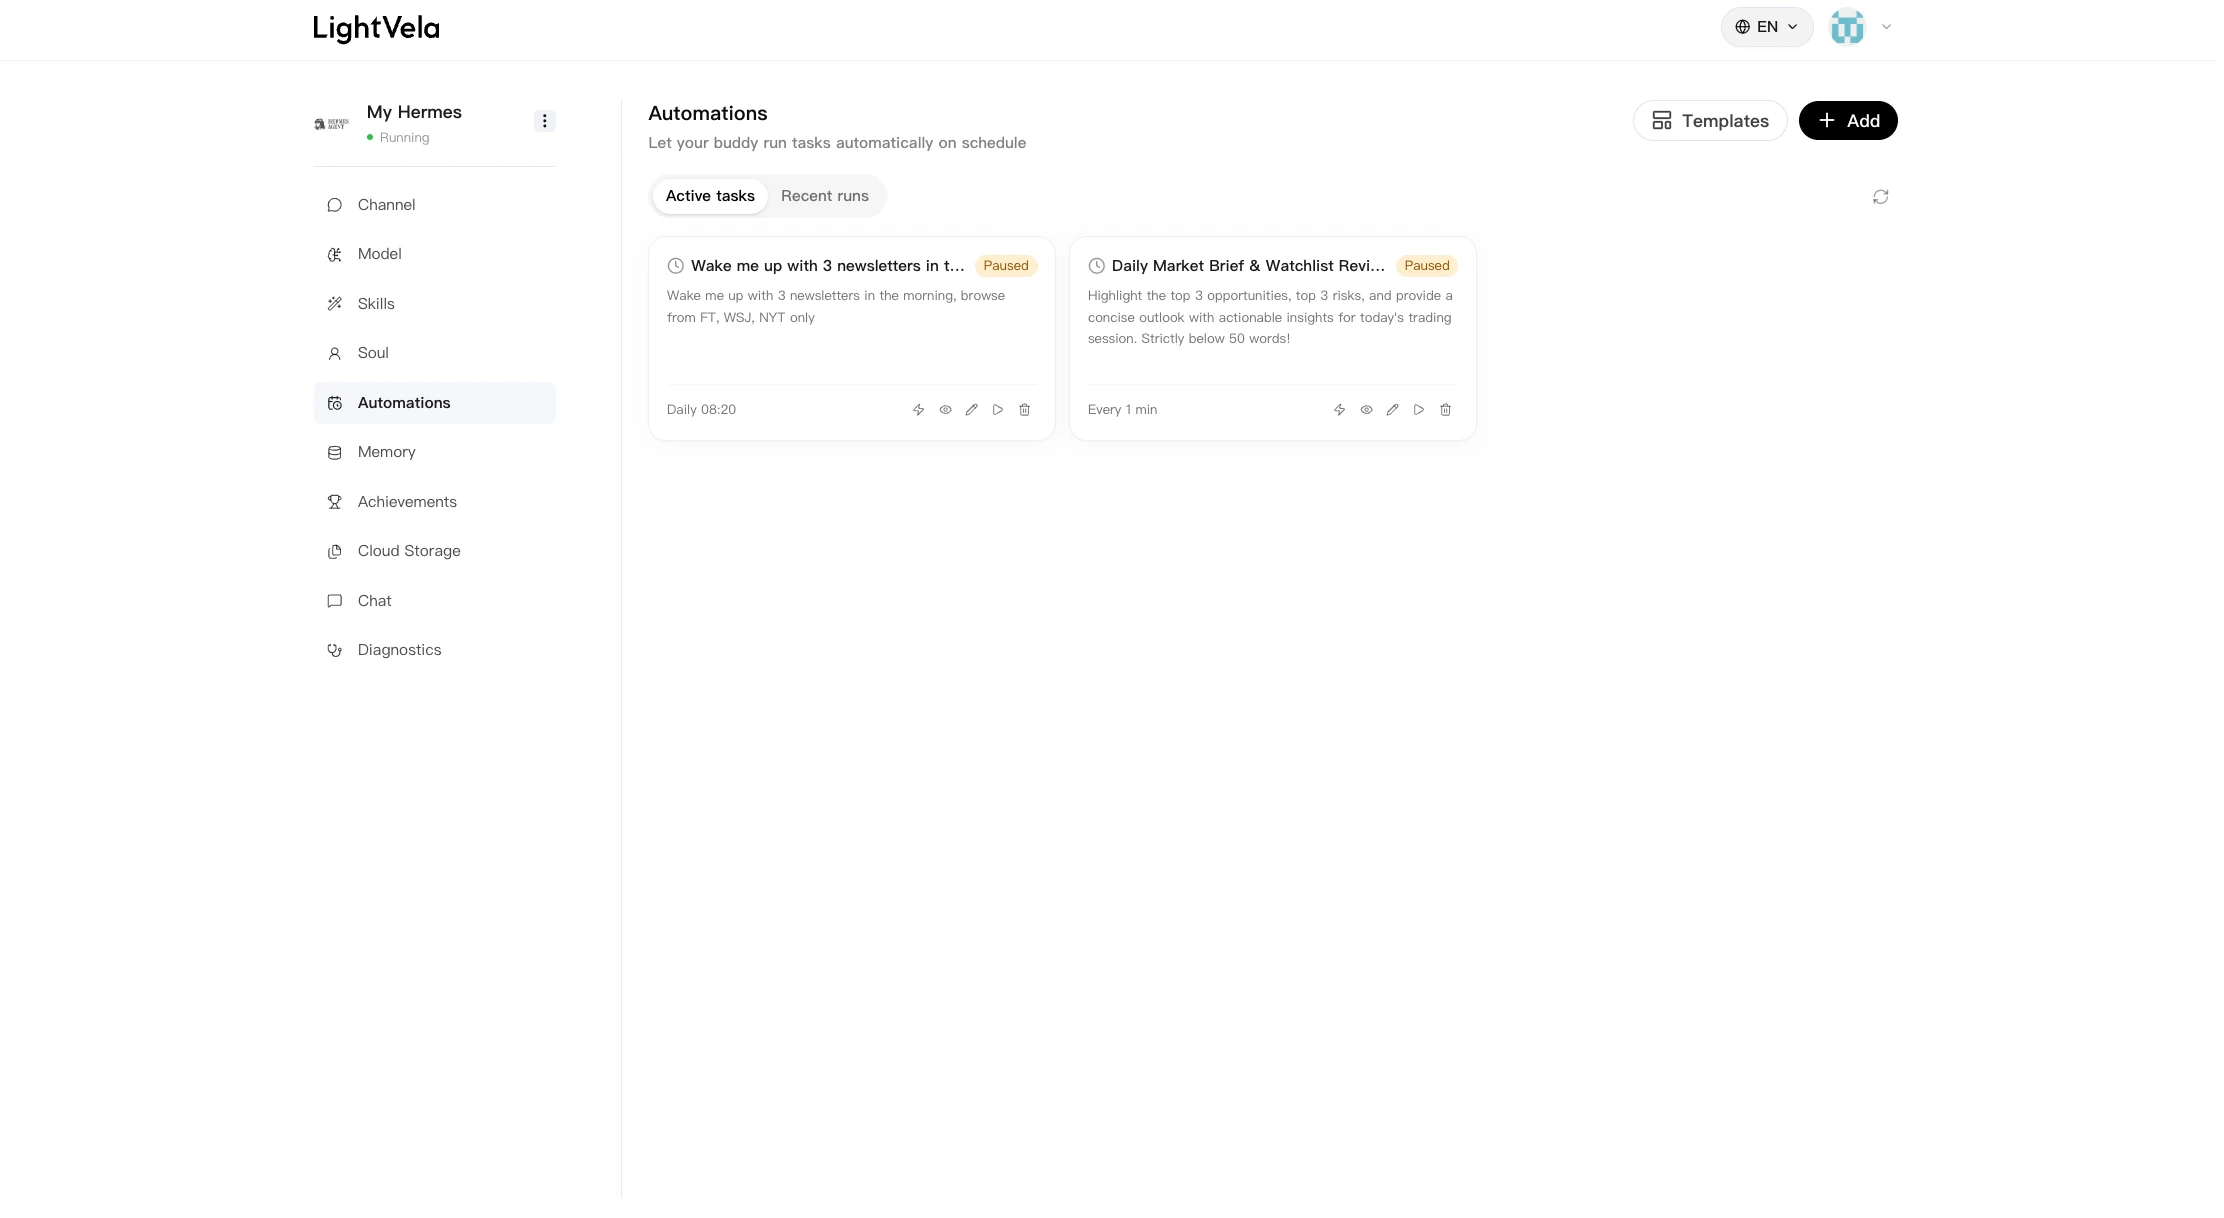 LightVela
EN
My Hermes
Running
HERMES
AGENT
Channel
Model
Skills
Soul
Automations
Memory
Achievements
Cloud Storage
Chat
Diagnostics
Automations
Let your buddy run tasks automatically on schedule
Templates
Add
Active tasks
Recent runs
Wake me up with 3 newsletters in t...
Paused
Wake me up with 3 newsletters in the morning, browse
from FT, WSJ, NYT only
Daily 08:20
Daily Market Brief & Watchlist Revi...
Paused
Highlight the top 3 opportunities, top 3 risks, and provide a
concise outlook with actionable insights for today's trading
session. Strictly below 50 words!
Every 1 min